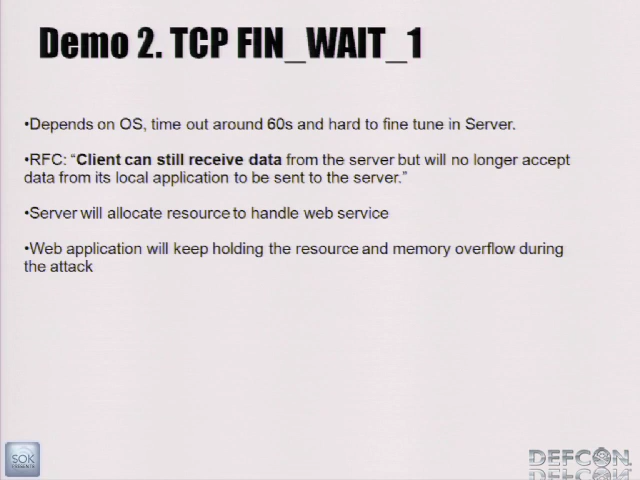 Demo 2. TCP FIN_WAIT_1
•Depends on OS, time out around 60s and hard to fine tune in Server.
•RFC: “Client can still receive data from the server but will no longer accept
data from its local application to be sent to the server.”
•Server will allocate resource to handle web service
•Web application will keep holding the resource and memory overflow during
the attack
SOK
DEFCON.